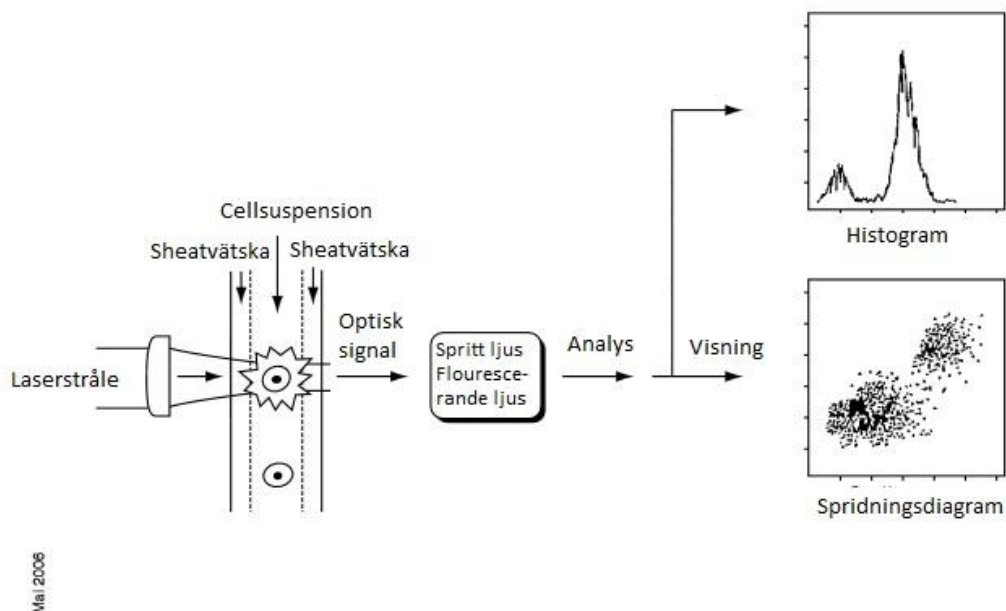 Cellsuspension
Sheatvätska Sheatvätska
Laserstråle
Optisk
signal
Spritt ljus
Flouresce-
rande ljus
Analys
Visning
Histogram
Spridningsdiagram
Mai 2006